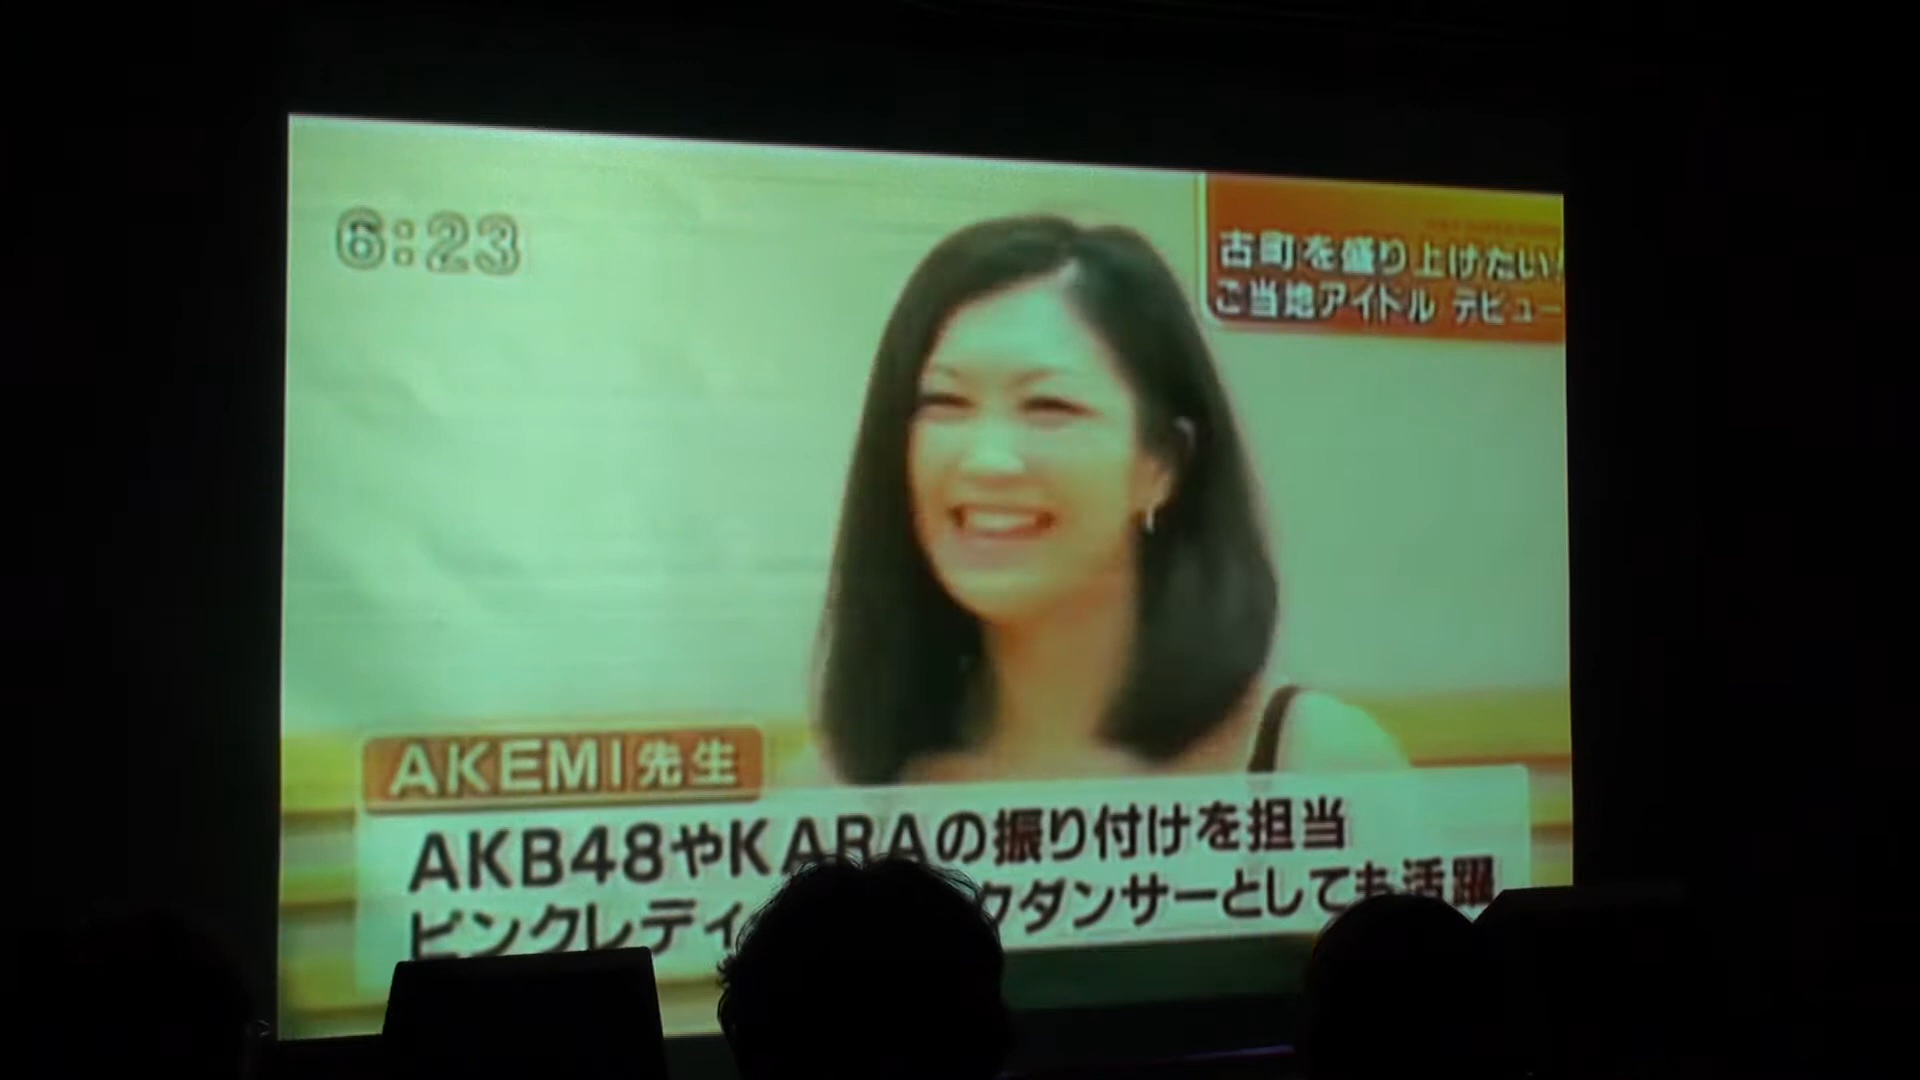 6:23
古町を盛り上げたい!
ご当地アイドル デビュー
AKEMI先生
AKB48やKARAの振り付けを担当
ピンクレディ クダンサーとしても活躍